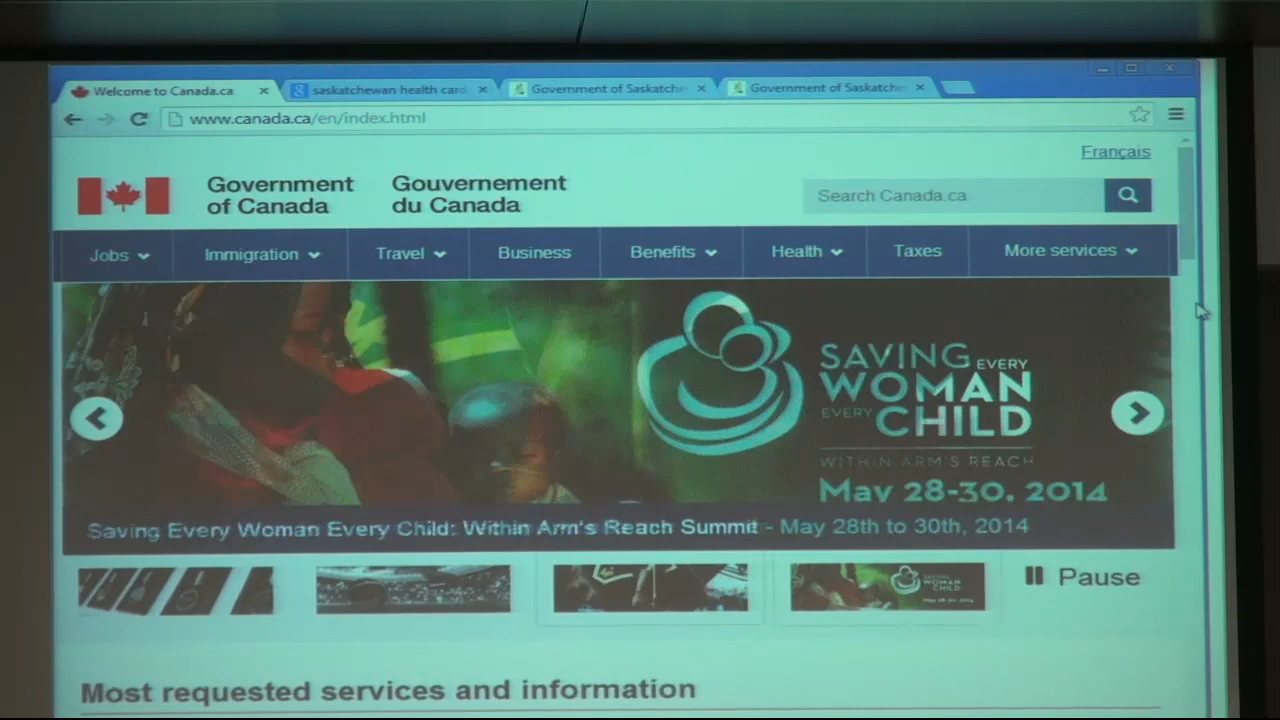 Welcome to Canada.ca
saskatchewan health card
Government of Saskatche
Government of Saskatche
www.canada.ca/en/index.html
Français
Government of Canada
Gouvernement du Canada
Search Canada.ca
Jobs
Immigration
Travel
Business
Benefits
Health
Taxes
More services
SAVING EVERY
WOMAN
EVERY CHILD
WITHIN ARM'S REACH
May 28-30, 2014
Saving Every Woman Every Child: Within Arm's Reach Summit - May 28th to 30th, 2014
Pause
Most requested services and information